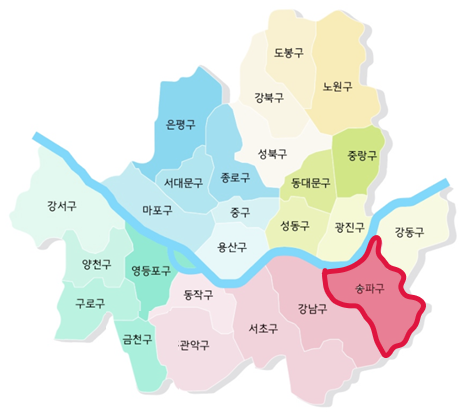 도봉구
노원구
강북구
은평구
성북구
중랑구
종로구
서대문구
동대문구
강서구
마포구
중구
성동구
광진구
강동구
용산구
양천구
영등포구
송파구
동작구
구로구
강남구
서초구
금천구
관악구